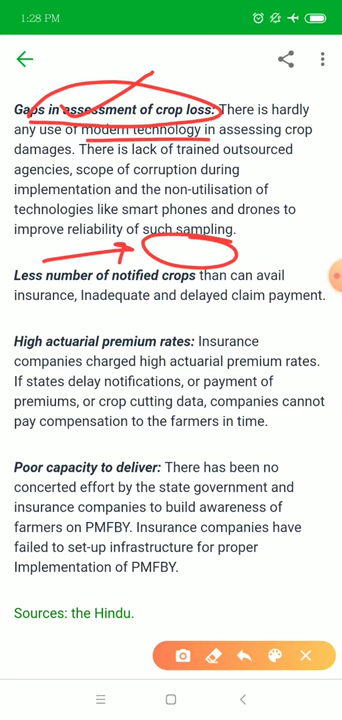 1:28 PM
Gaps in assessment of crop loss: There is hardly
any use of modern technology in assessing crop
damages. There is lack of trained outsourced
agencies, scope of corruption during
implementation and the non-utilisation of
technologies like smart phones and drones to
improve reliability of such sampling.
Less number of notified crops than can avail
insurance, Inadequate and delayed claim payment.
High actuarial premium rates: Insurance
companies charged high actuarial premium rates.
If states delay notifications, or payment of
premiums, or crop cutting data, companies cannot
pay compensation to the farmers in time.
Poor capacity to deliver: There has been no
concerted effort by the state government and
insurance companies to build awareness of
farmers on PMFBY. Insurance companies have
failed to set-up infrastructure for proper
Implementation of PMFBY.
Sources: the Hindu.